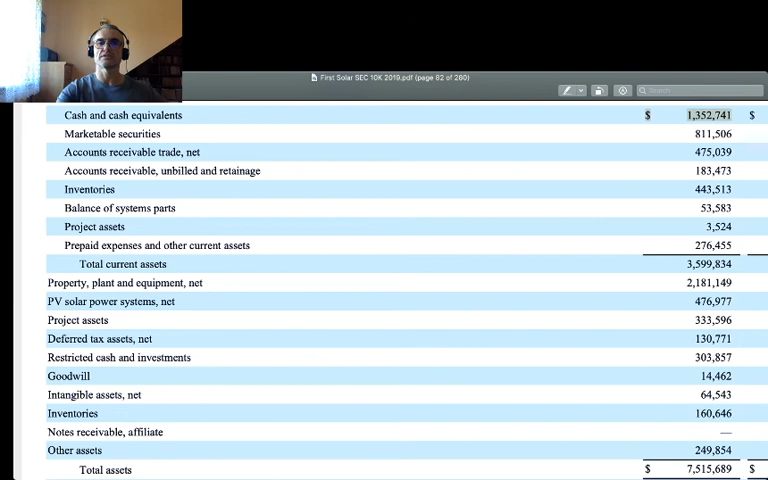 First Solar SEC 10K 2019.pdf (page 82 of 280)
Search
Cash and cash equivalents $ 1,352,741 $
Marketable securities 811,506
Accounts receivable trade, net 475,039
Accounts receivable, unbilled and retainage 183,473
Inventories 443,513
Balance of systems parts 53,583
Project assets 3,524
Prepaid expenses and other current assets 276,455
Total current assets 3,599,834
Property, plant and equipment, net 2,181,149
PV solar power systems, net 476,977
Project assets 333,596
Deferred tax assets, net 130,771
Restricted cash and investments 303,857
Goodwill 14,462
Intangible assets, net 64,543
Inventories 160,646
Notes receivable, affiliate —
Other assets 249,854
Total assets $ 7,515,689 $